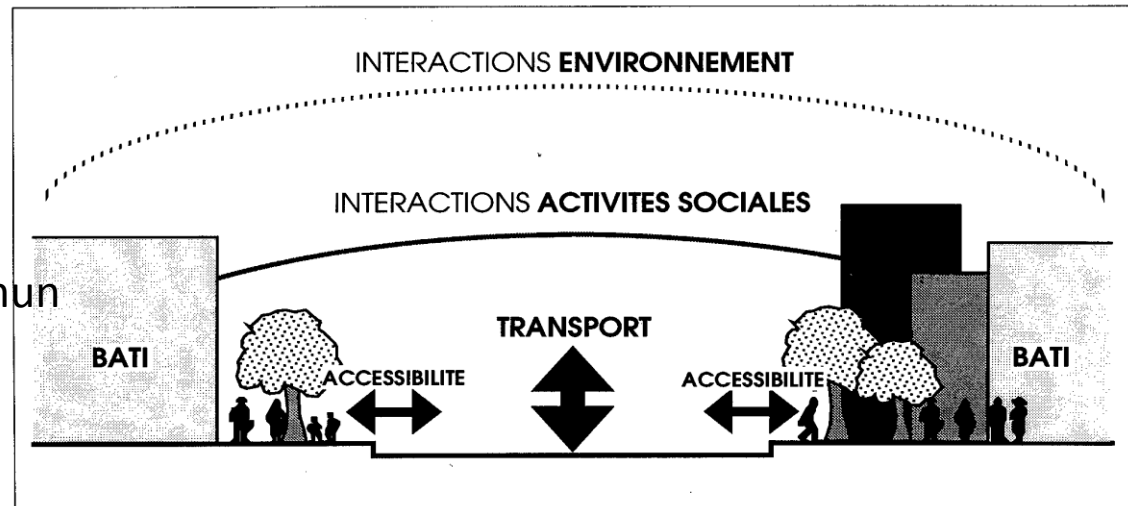 INTERACTIONS ENVIRONNEMENT
INTERACTIONS ACTIVITES SOCIALES
TRANSPORT
BATI
BATI
ACCESSIBILITE
ACCESSIBILITE